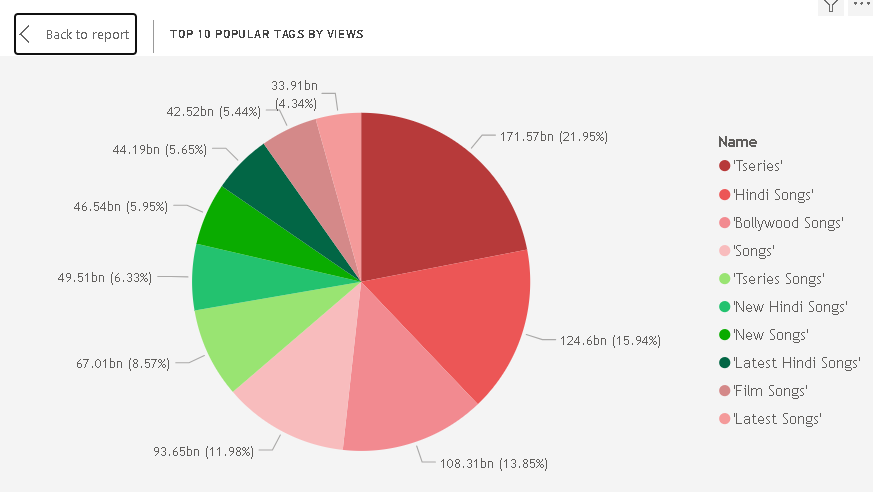 Back to report
TOP 10 POPULAR TAGS BY VIEWS
33.91bn
(4.34%)
42.52bn (5.44%)
171.57bn (21.95%)
44.19bn (5.65%)
46.54bn (5.95%)
49.51bn (6.33%)
124.6bn (15.94%)
67.01bn (8.57%)
93.65bn (11.98%)
108.31bn (13.85%)
Name
'Tseries'
'Hindi Songs'
'Bollywood Songs'
'Songs'
'Tseries Songs'
'New Hindi Songs'
'New Songs'
'Latest Hindi Songs'
'Film Songs'
'Latest Songs'